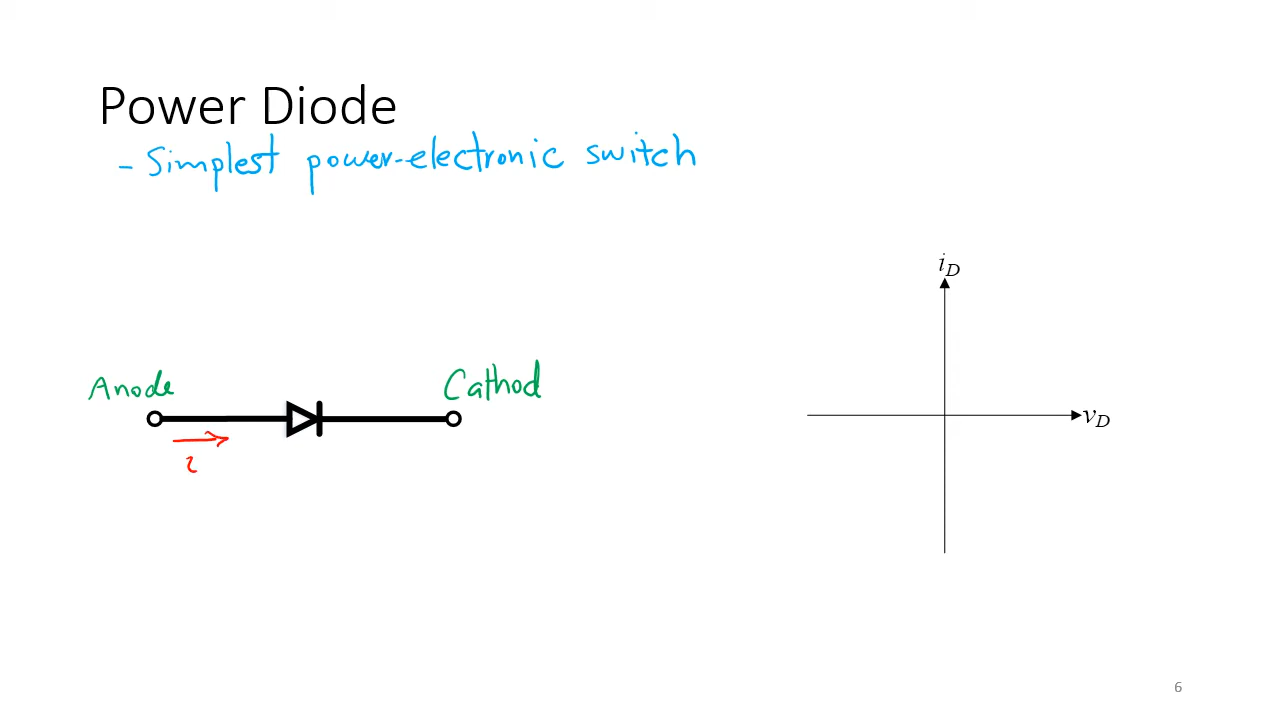 Power Diode
- Simplest power-electronic switch
i_D
Anode
Cathod
i
v_D
6